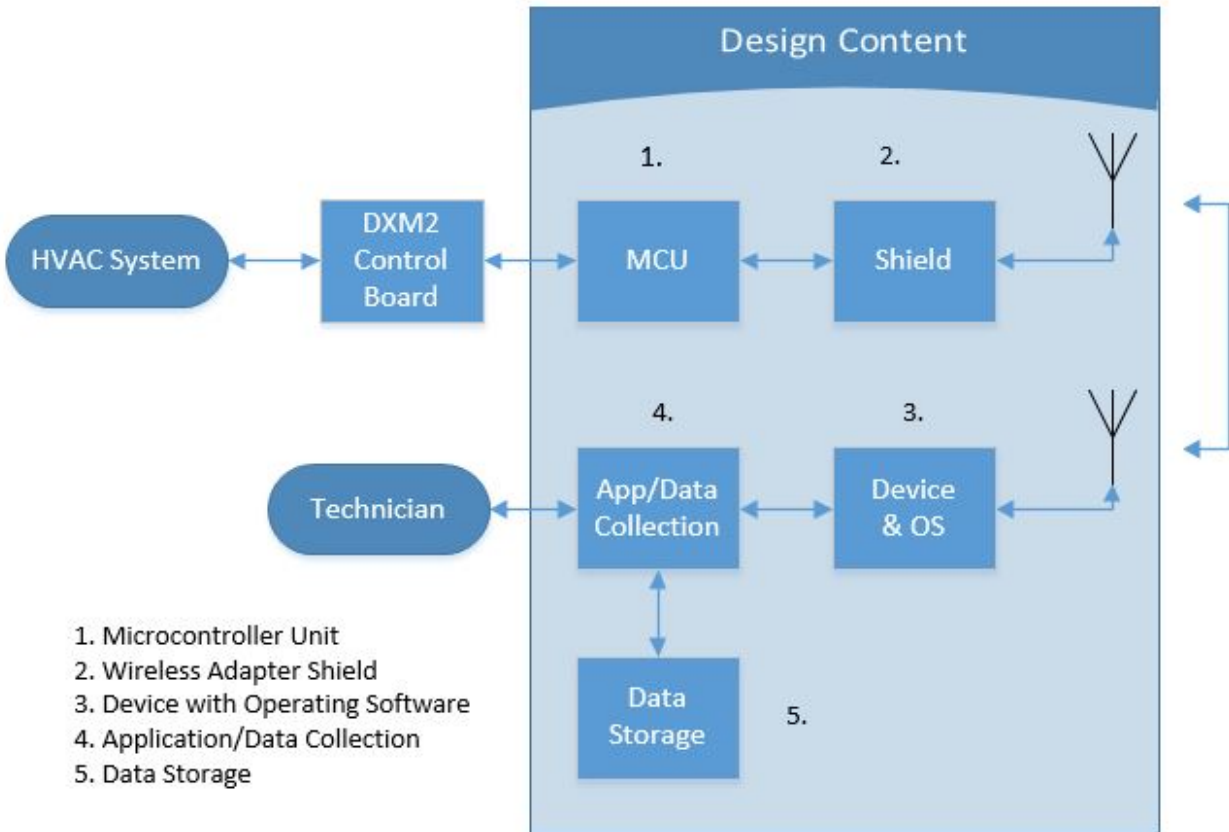 Design Content
1.
2.
HVAC System
DXM2
Control
Board
MCU
Shield
4.
3.
Technician
App/Data
Collection
Device
& OS
1. Microcontroller Unit
2. Wireless Adapter Shield
3. Device with Operating Software
4. Application/Data Collection
5. Data Storage
Data
Storage
5.